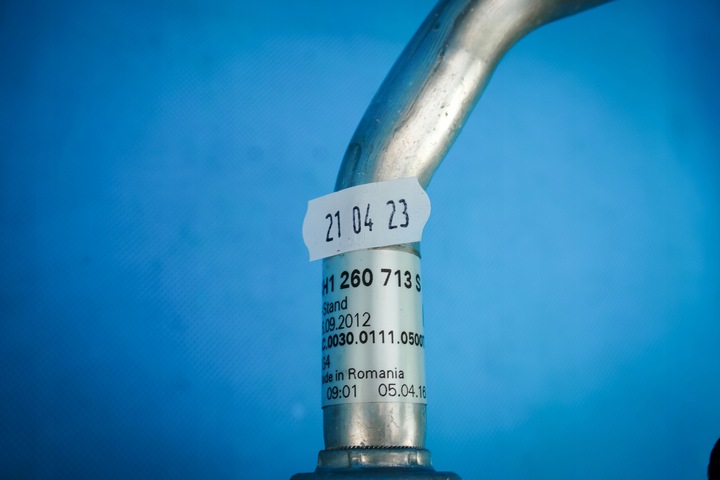 21 04 23
H1 260 713 S
Stand
.09.2012
.0030.0111.0500
G4
ade in Romania
09:01 05.04.16